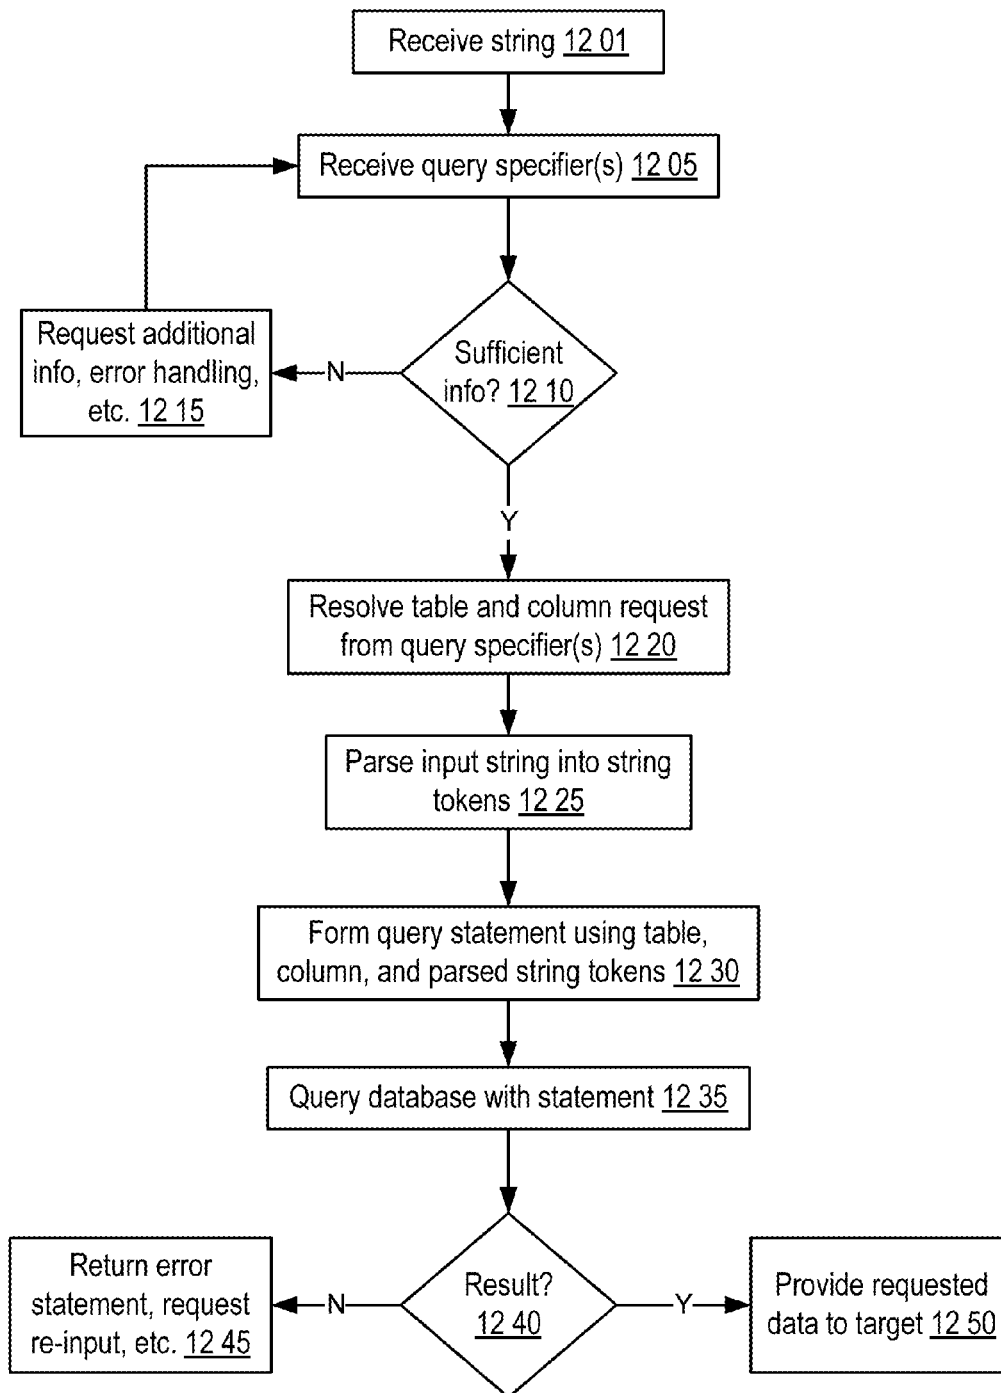 Receive string 12 01
Receive query specifier(s) 12 05
Request additional
info, error handling,
etc. 12 15
N
Sufficient
info? 12 10
Y
Resolve table and column request
from query specifier(s) 12 20
Parse input string into string
tokens 12 25
Form query statement using table,
column, and parsed string tokens 12 30
Query database with statement 12 35
Return error
statement, request
re-input, etc. 12 45
N
Result?
12 40
Y
Provide requested
data to target 12 50